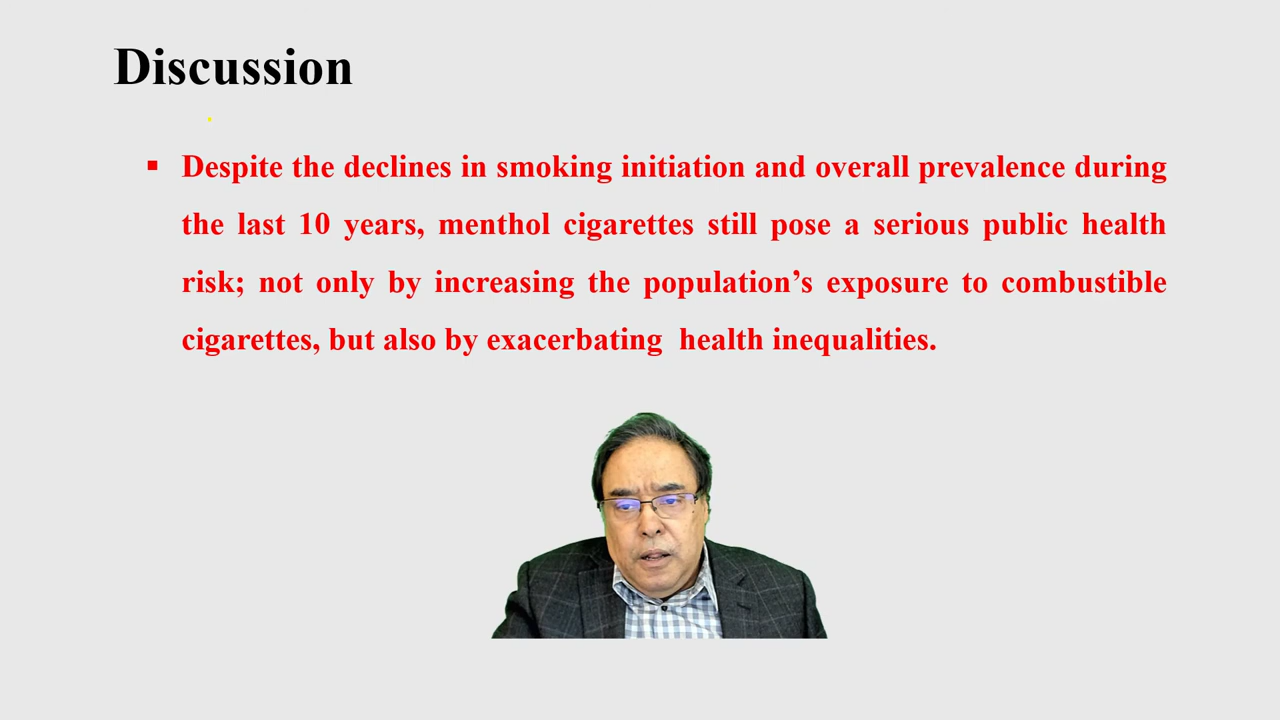 Discussion
▪ Despite the declines in smoking initiation and overall prevalence during
the last 10 years, menthol cigarettes still pose a serious public health
risk; not only by increasing the population’s exposure to combustible
cigarettes, but also by exacerbating  health inequalities.